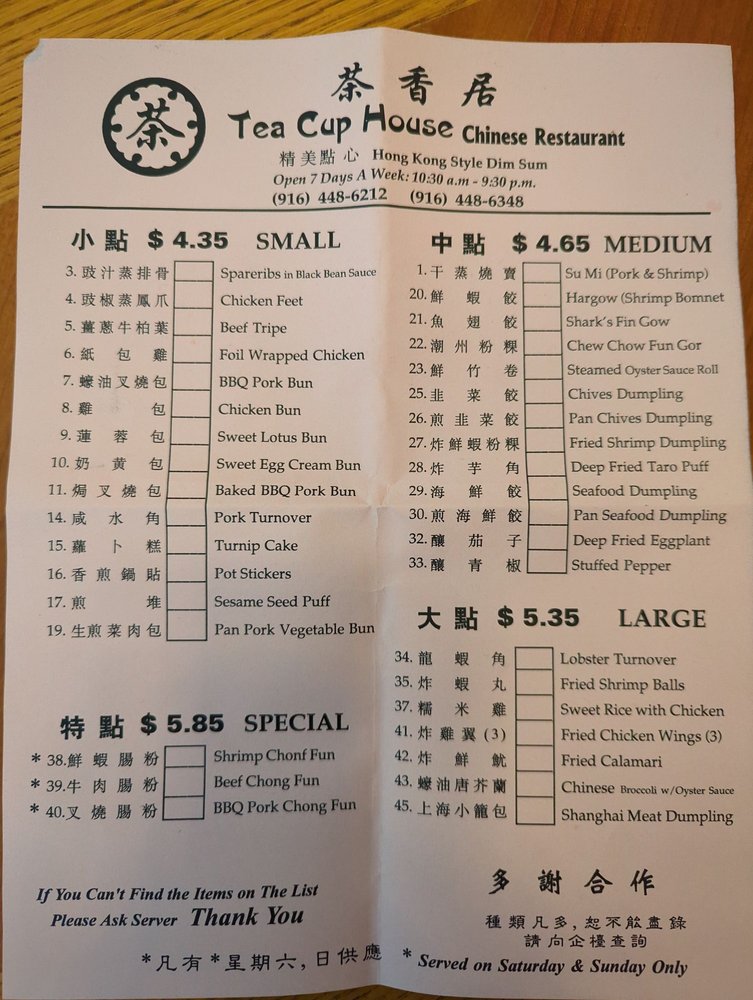 茶香居
茶
Tea Cup House Chinese Restaurant
精美點心 Hong Kong Style Dim Sum
Open 7 Days A Week: 10:30 a.m - 9:30 p.m.
(916) 448-6212 (916) 448-6348
小點 $ 4.35 SMALL
3. 豉汁蒸排骨 Spareribs in Black Bean Sauce
4. 豉椒蒸鳳爪 Chicken Feet
5. 薑蔥牛柏葉 Beef Tripe
6. 紙包雞 Foil Wrapped Chicken
7. 蠔油叉燒包 BBQ Pork Bun
8. 雞包 Chicken Bun
9. 蓮蓉包 Sweet Lotus Bun
10. 奶黄包 Sweet Egg Cream Bun
11. 焗叉燒包 Baked BBQ Pork Bun
14. 咸水角 Pork Turnover
15. 蘿卜糕 Turnip Cake
16. 香煎鍋貼 Pot Stickers
17. 煎堆 Sesame Seed Puff
19. 生煎菜肉包 Pan Pork Vegetable Bun
特點 $ 5.85 SPECIAL
* 38. 鮮蝦腸粉 Shrimp Chonf Fun
* 39. 牛肉腸粉 Beef Chong Fun
* 40. 叉燒腸粉 BBQ Pork Chong Fun
If You Can't Find the Items on The List
Please Ask Server Thank You
*凡有*星期六,日供應
中點 $ 4.65 MEDIUM
1. 干蒸燒賣 Su Mi (Pork & Shrimp)
20. 鮮蝦餃 Hargow (Shrimp Bomnet
21. 魚翅餃 Shark's Fin Gow
22. 潮州粉粿 Chew Chow Fun Gor
23. 鮮竹卷 Steamed Oyster Sauce Roll
25. 韭菜餃 Chives Dumpling
26. 煎韭菜餃 Pan Chives Dumpling
27. 炸鮮蝦粉粿 Fried Shrimp Dumpling
28. 炸芋角 Deep Fried Taro Puff
29. 海鮮餃 Seafood Dumpling
30. 煎海鮮餃 Pan Seafood Dumpling
32. 釀茄子 Deep Fried Eggplant
33. 釀青椒 Stuffed Pepper
大點 $ 5.35 LARGE
34. 龍蝦角 Lobster Turnover
35. 炸蝦丸 Fried Shrimp Balls
37. 糯米雞 Sweet Rice with Chicken
41. 炸雞翼(3) Fried Chicken Wings (3)
42. 炸鮮魷 Fried Calamari
43. 蠔油唐芥蘭 Chinese Broccoli w/Oyster Sauce
45. 上海小籠包 Shanghai Meat Dumpling
多謝合作
種類凡多,恕不能盡錄
請向企檯查詢
* Served on Saturday & Sunday Only